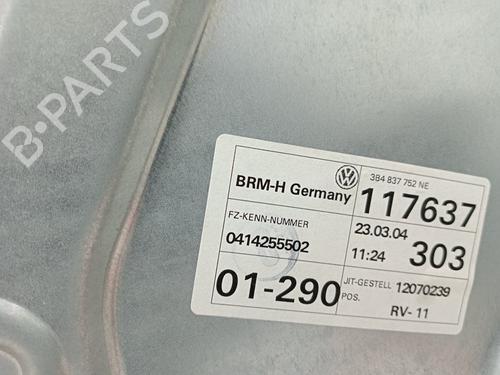 B-PARTS
3B4 837 752 NE
BRM-H Germany
117637
FZ-KENN-NUMMER
23.03.04
0414255502
11:24
303
01-290
JIT-GESTELL 12070239
POS.
RV- 11